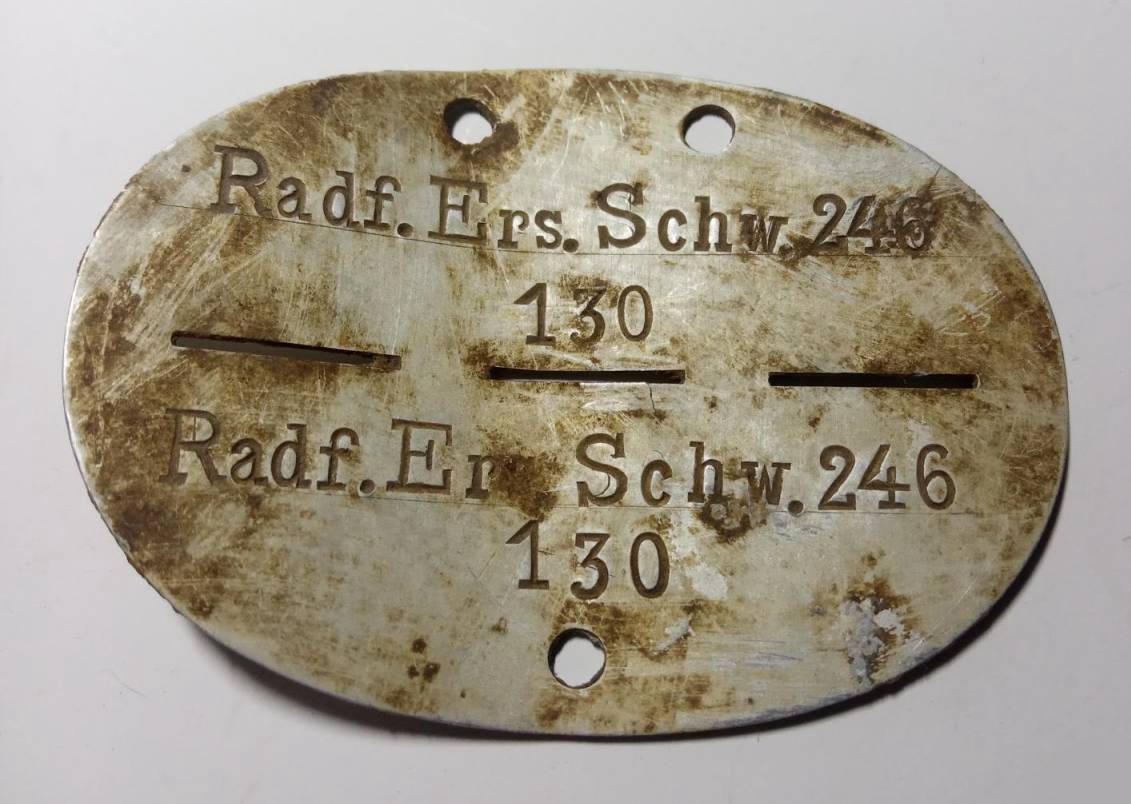 Radf. Ers. Schw. 246
130
Radf. Er Schw. 246
130